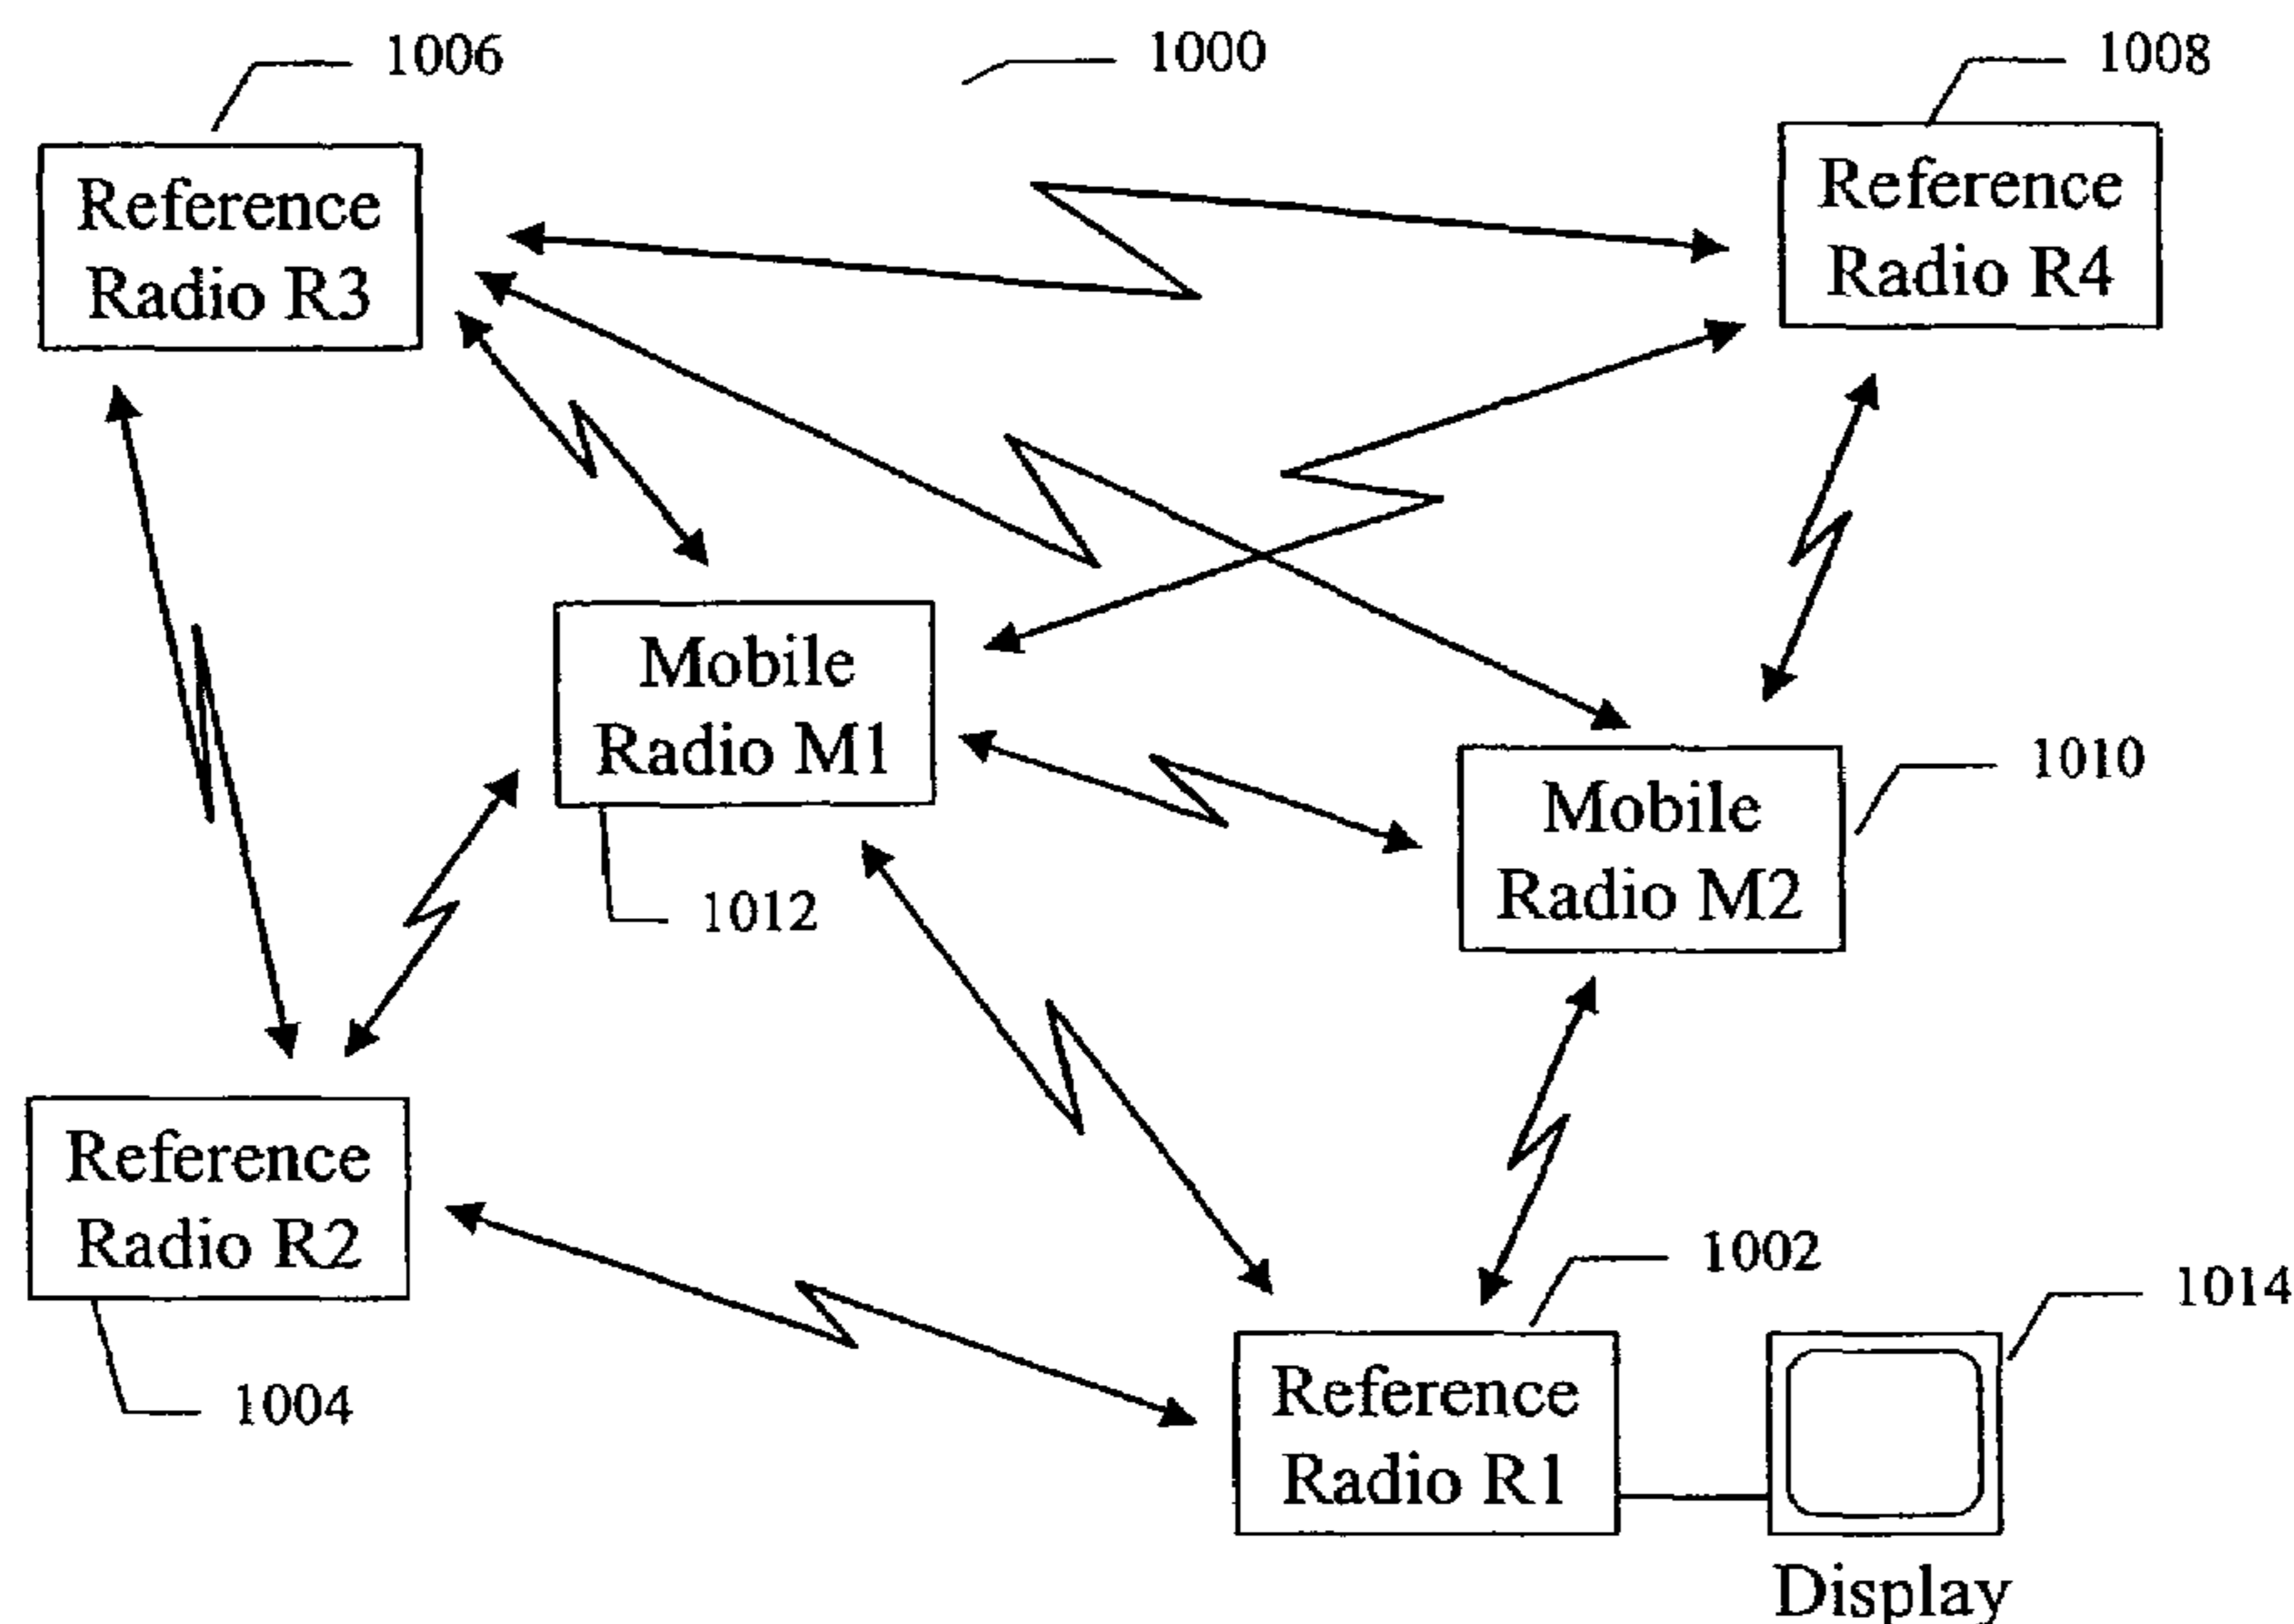 1006
1000
1008
Reference
Radio R3
Reference
Radio R4
Mobile
Radio M1
1010
Mobile
Radio M2
1012
Reference
Radio R2
1002
1014
1004
Reference
Radio R1
Display